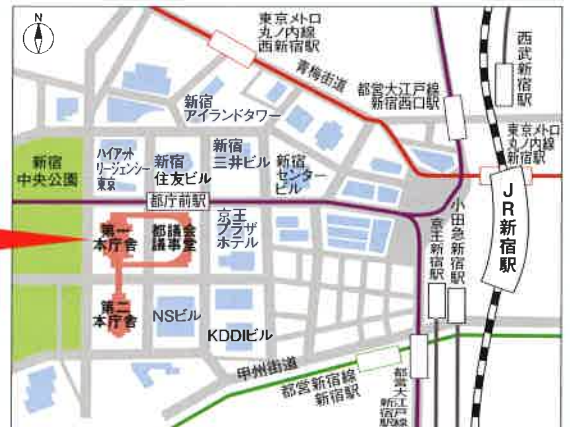 N
東京メトロ
丸ノ内線
西新宿駅
青梅街道
西武新宿駅
都営大江戸線
新宿西口駅
新宿
アイランドタワー
東京メトロ
丸ノ内線
新宿駅
新宿
中央公園
ハイアット
リージェンシー
東京
新宿
住友ビル
新宿
三井ビル
新宿
センター
ビル
都庁前駅
JR新宿駅
小田急新宿駅
京王新宿駅
第一
本庁舎
都議会
議事堂
京王
プラザ
ホテル
第二
本庁舎
NSビル
KDDIビル
甲州街道
都営新宿線
新宿駅
都営大江戸線
新宿駅